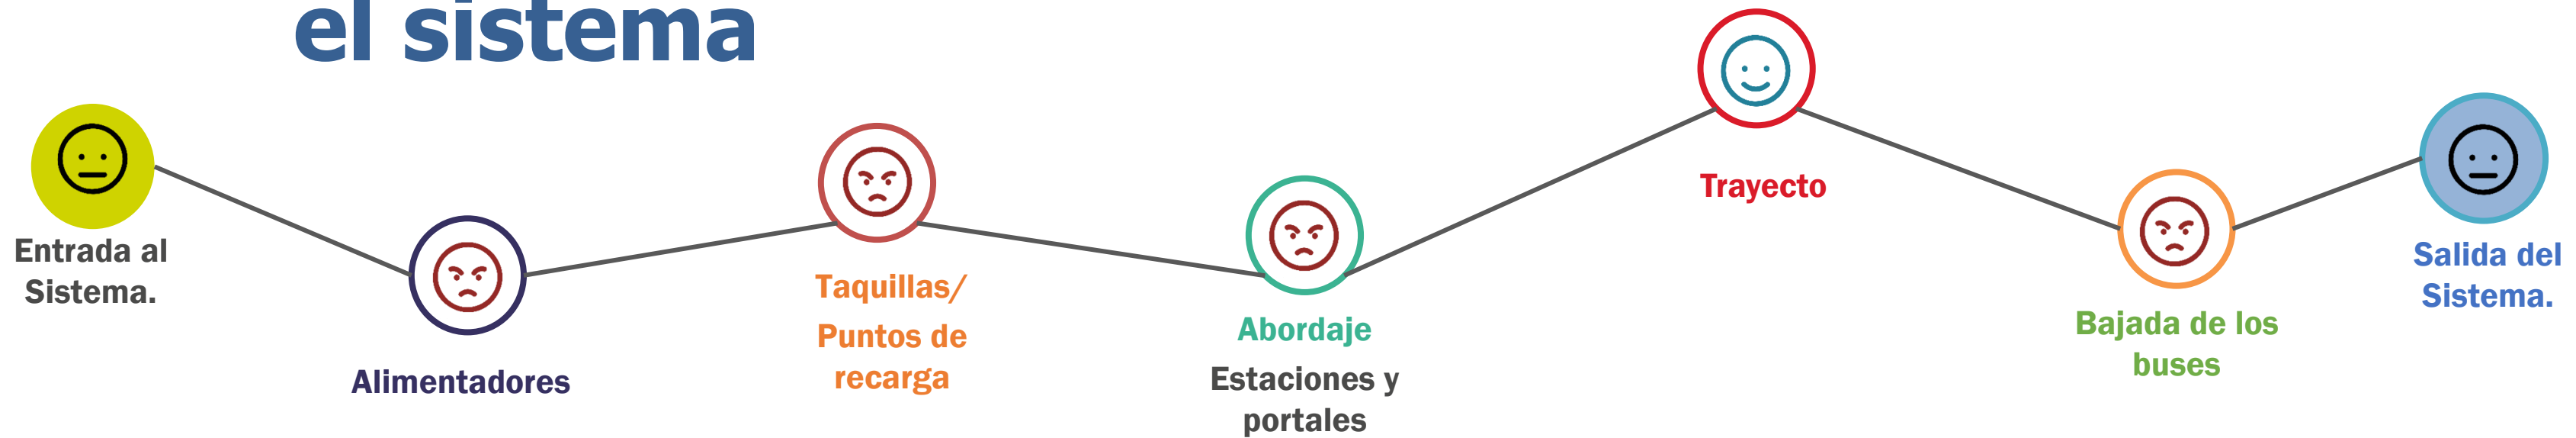 el sistema
Entrada al
Sistema.
Alimentadores
Taquillas/
Puntos de
recarga
Abordaje
Estaciones y
portales
Trayecto
Bajada de los
buses
Salida del
Sistema.